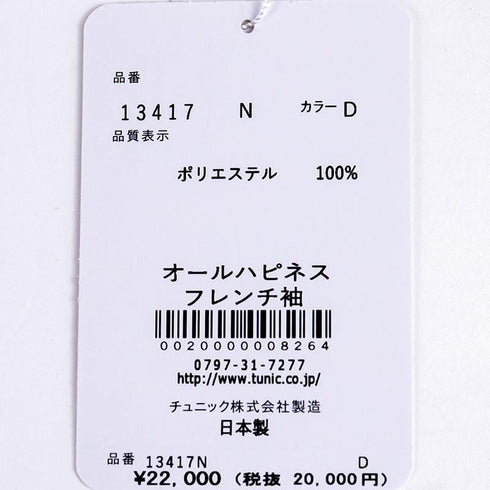 品番
13417 N カラー D
品質表示
ポリエステル 100%
オールハピネス
フレンチ袖
0020000008264
0797-31-7277
http://www.tunic.co.jp/
チュニック株式会社製造
日本製
品番 13417N D
¥22,000 (税抜 20,000円)